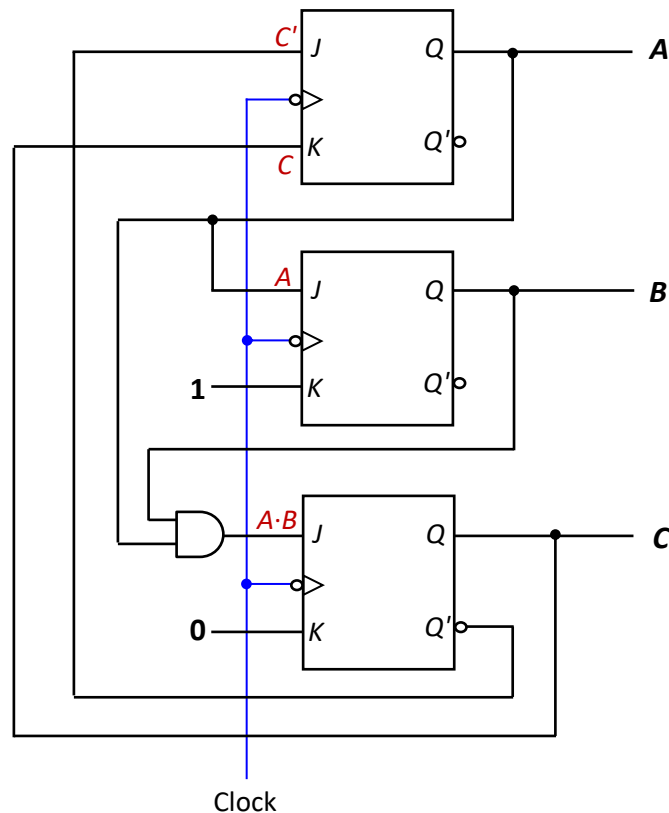 C' J Q A
K Q'
C
A J Q B
1 K Q'
A·B J Q C
0 K Q'
Clock